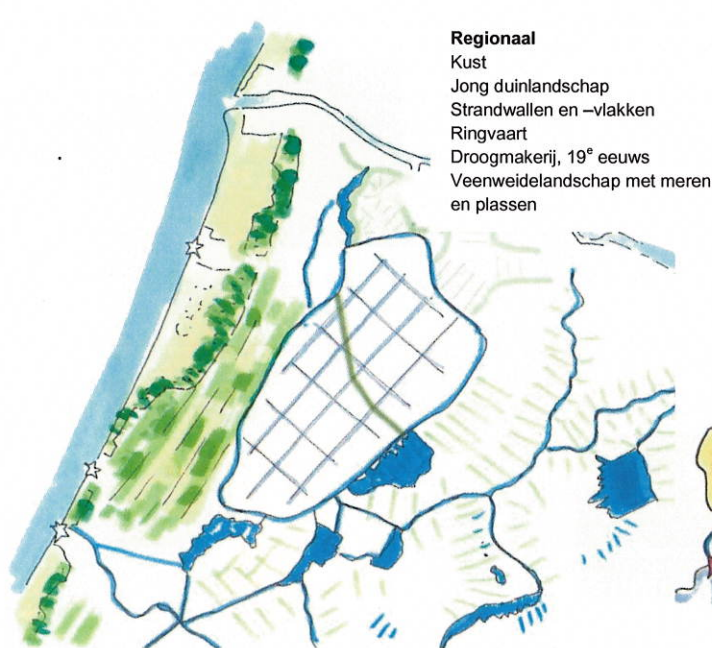 Regionaal
Kust
Jong duinlandschap
Strandwallen en –vlakken
Ringvaart
Droogmakerij, 19e eeuws
Veenweidelandschap met meren
en plassen